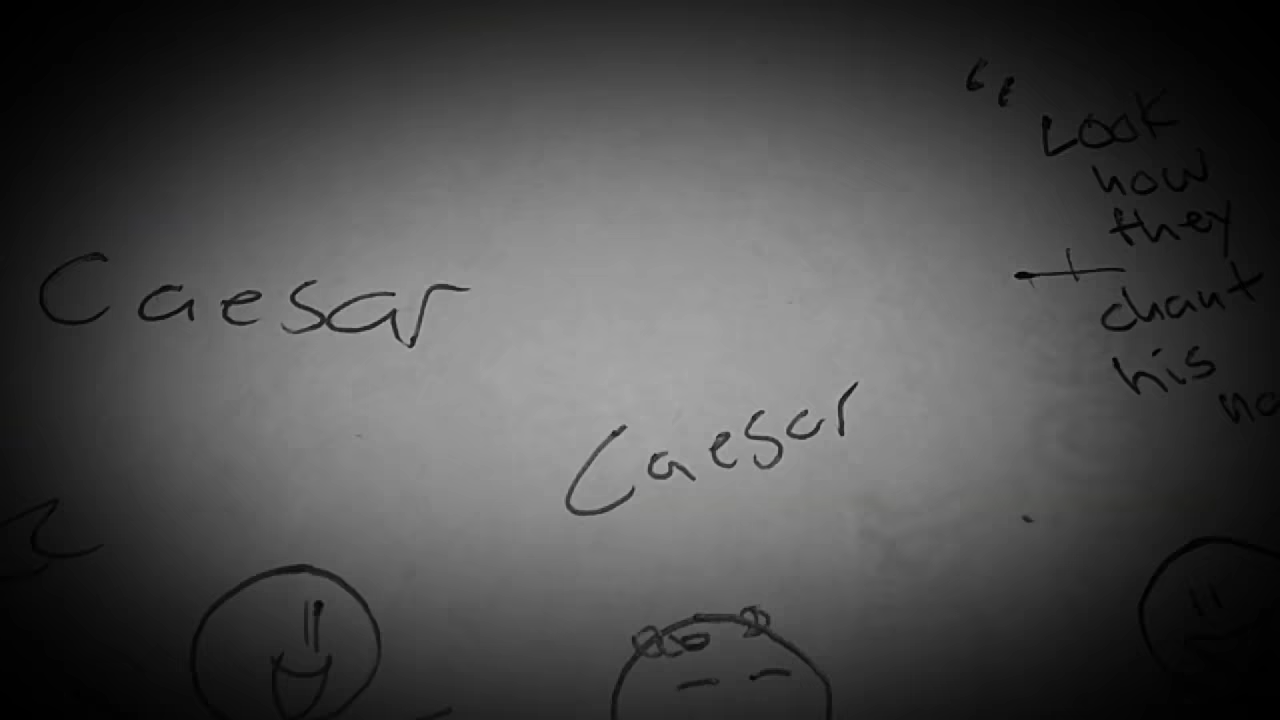 Caesar
Caesar
“Look
how
they
chant
his